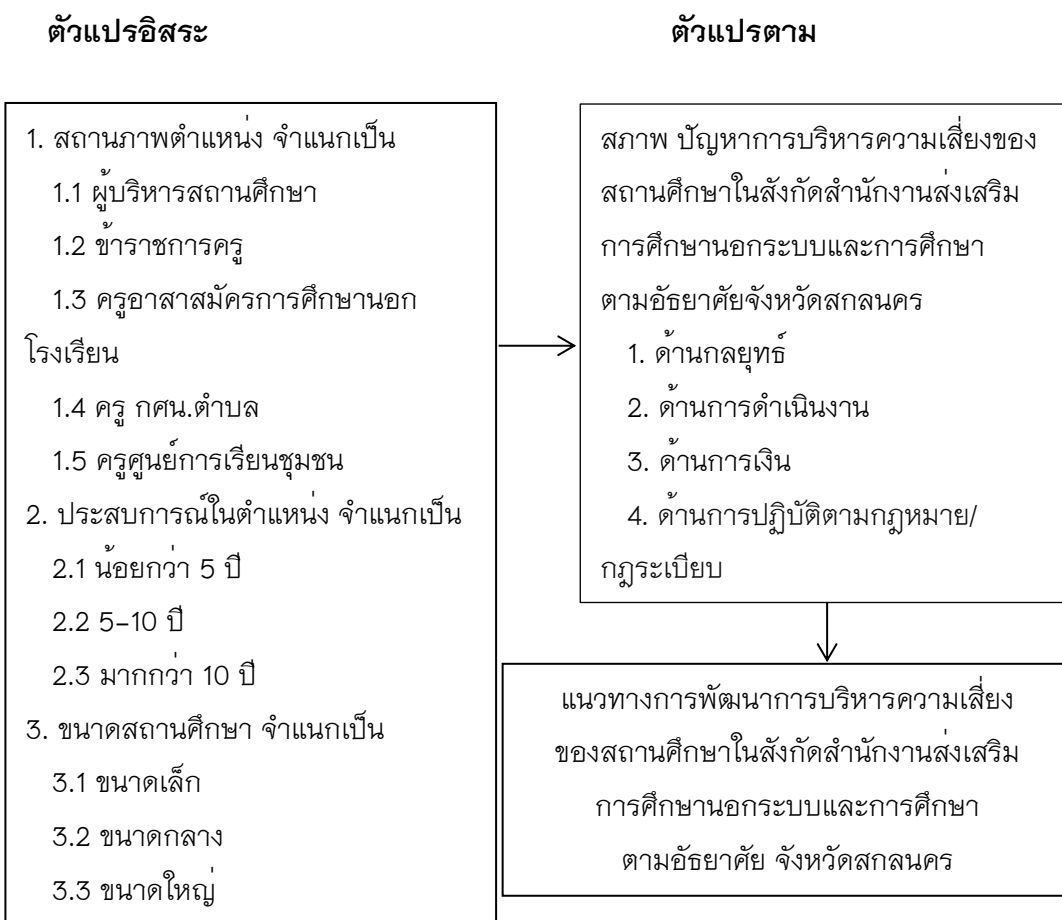 ตัวแปรอิสระ
ตัวแปรตาม
1. สถานภาพตำแหน่ง จำแนกเป็น
1.1 ผู้บริหารสถานศึกษา
1.2 ข้าราชการครู
1.3 ครูอาสาสมัครการศึกษานอก
โรงเรียน
1.4 ครู กศน.ตำบล
1.5 ครูศูนย์การเรียนชุมชน
2. ประสบการณ์ในตำแหน่ง จำแนกเป็น
2.1 น้อยกว่า 5 ปี
2.2 5–10 ปี
2.3 มากกว่า 10 ปี
3. ขนาดสถานศึกษา จำแนกเป็น
3.1 ขนาดเล็ก
3.2 ขนาดกลาง
3.3 ขนาดใหญ่
สภาพ ปัญหาการบริหารความเสี่ยงของ
สถานศึกษาในสังกัดสำนักงานส่งเสริม
การศึกษานอกระบบและการศึกษา
ตามอัธยาศัยจังหวัดสกลนคร
1. ด้านกลยุทธ์
2. ด้านการดำเนินงาน
3. ด้านการเงิน
4. ด้านการปฏิบัติตามกฎหมาย/
กฎระเบียบ
แนวทางการพัฒนาการบริหารความเสี่ยง
ของสถานศึกษาในสังกัดสำนักงานส่งเสริม
การศึกษานอกระบบและการศึกษา
ตามอัธยาศัย จังหวัดสกลนคร